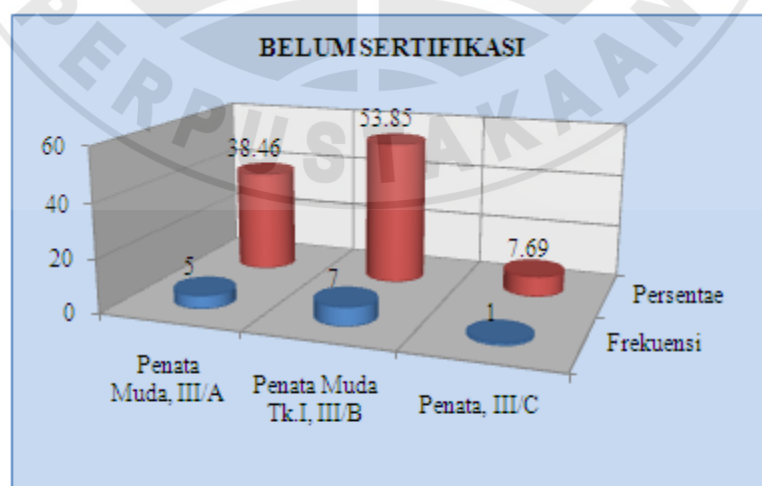 PERPUSTAKAAN
BELUM SERTIFIKASI
60
40
20
0
38.46
53.85
7.69
5
7
1
Persentae
Frekuensi
Penata
Muda, III/A
Penata Muda
Tk.I, III/B
Penata, III/C